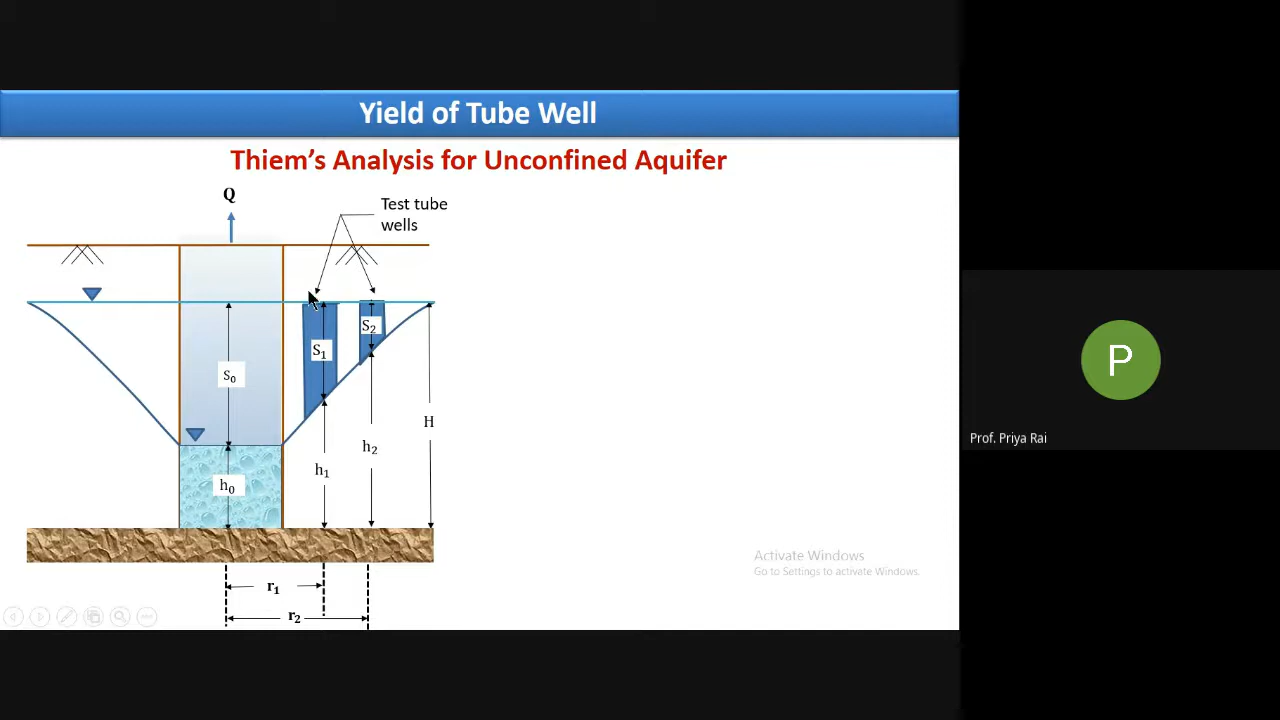 Yield of Tube Well
Thiem's Analysis for Unconfined Aquifer
Q
Test tube
wells
S₂
S₁
S₀
H
h₂
h₁
h₀
P
Prof. Priya Rai
Activate Windows
Go to Settings to activate Windows.
r₁
r₂